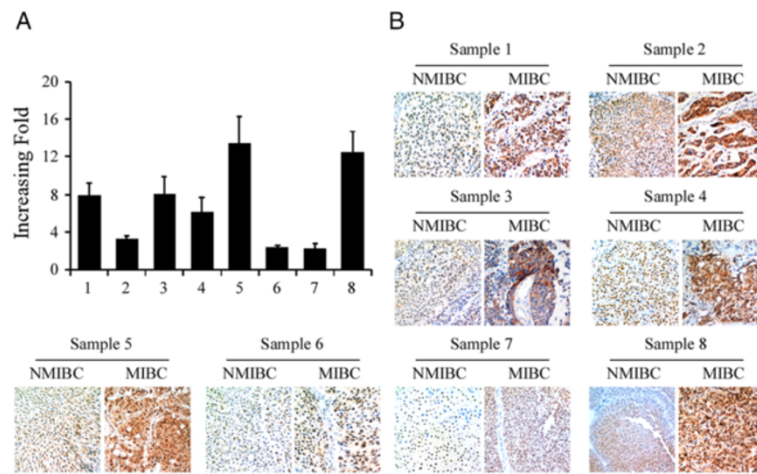 A
20
16
12
8
4
0
Increasing Fold
1 2 3 4 5 6 7 8
B
Sample 1 Sample 2
NMIBC MIBC NMIBC MIBC
Sample 3 Sample 4
NMIBC MIBC NMIBC MIBC
Sample 5 Sample 6 Sample 7 Sample 8
NMIBC MIBC NMIBC MIBC NMIBC MIBC NMIBC MIBC